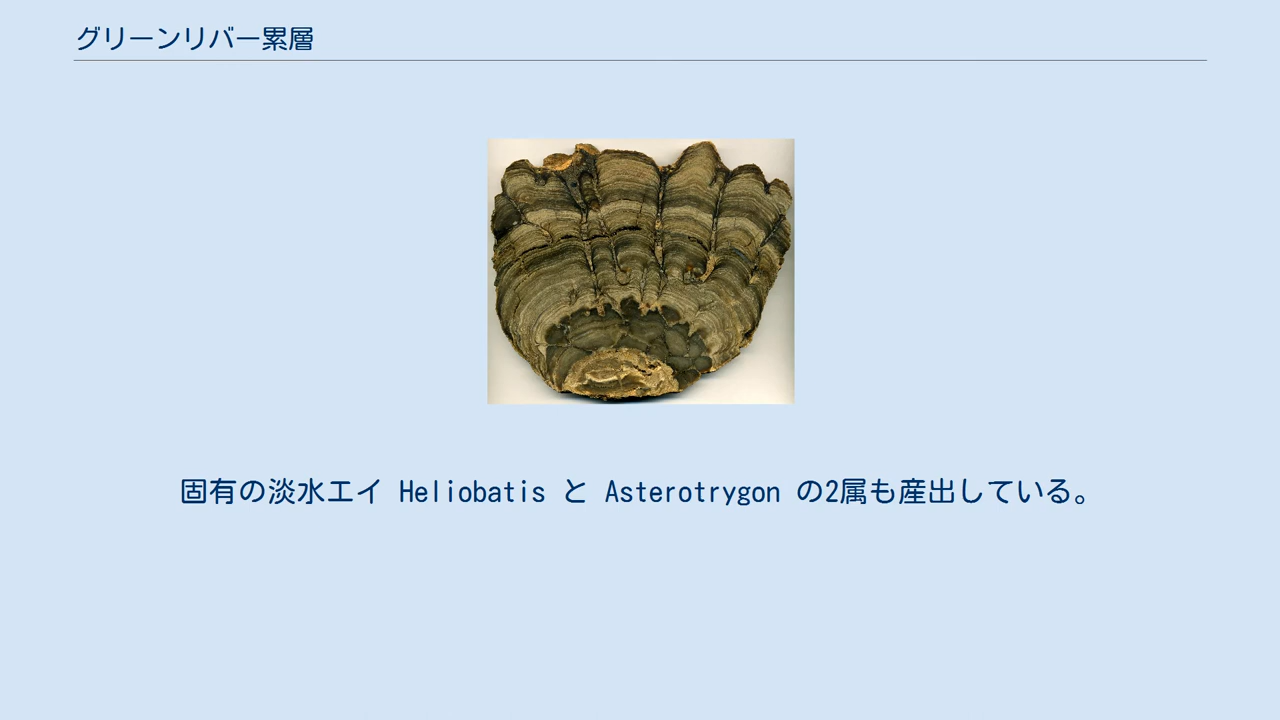 グリーンリバー累層
固有の淡水エイ Heliobatis と Asterotrygon の2属も産出している。